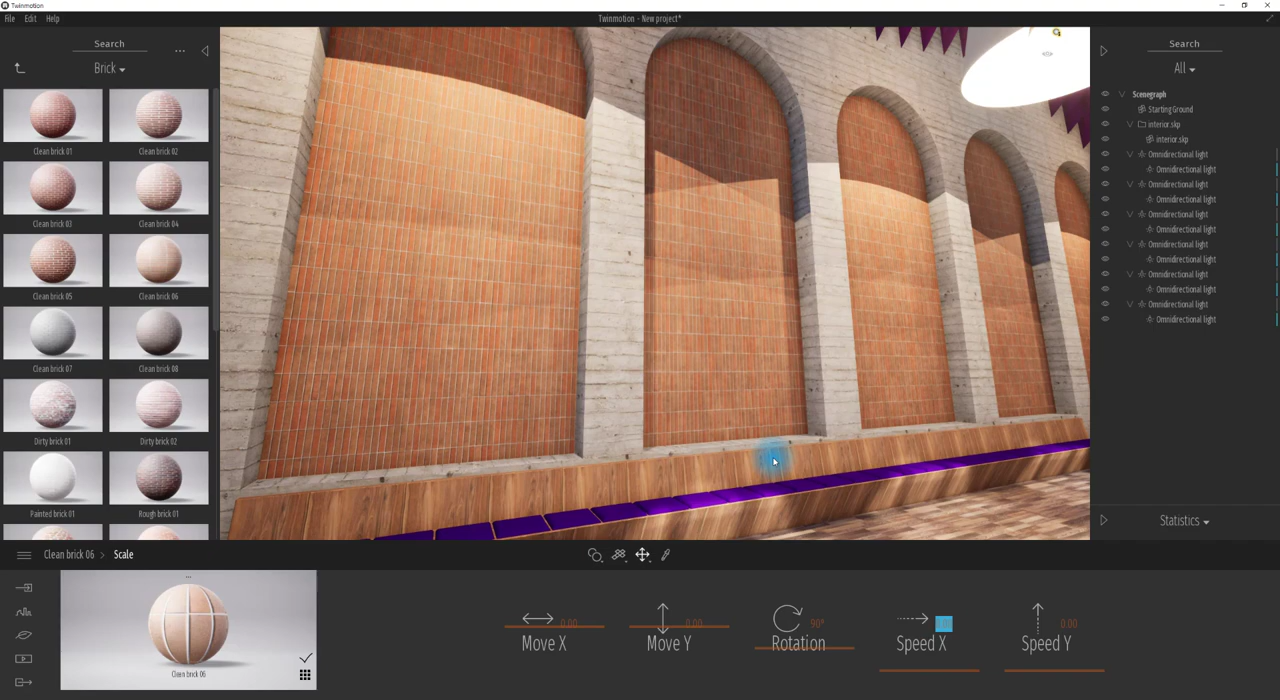 Twinmotion
File Edit Help
Twinmotion - New project*
Search
...
Brick
Clean brick 01
Clean brick 02
Clean brick 03
Clean brick 04
Clean brick 05
Clean brick 06
Clean brick 07
Clean brick 08
Dirty brick 01
Dirty brick 02
Painted brick 01
Rough brick 01
Search
All
Scenegraph
Starting Ground
interior.skp
interior.skp
Omnidirectional light
Omnidirectional light
Omnidirectional light
Omnidirectional light
Omnidirectional light
Omnidirectional light
Omnidirectional light
Omnidirectional light
Omnidirectional light
Omnidirectional light
Omnidirectional light
Omnidirectional light
Statistics
Clean brick 06 > Scale
Clean brick 06
0.00
Move X
0.00
Move Y
90°
Rotation
0.00
Speed X
0.00
Speed Y